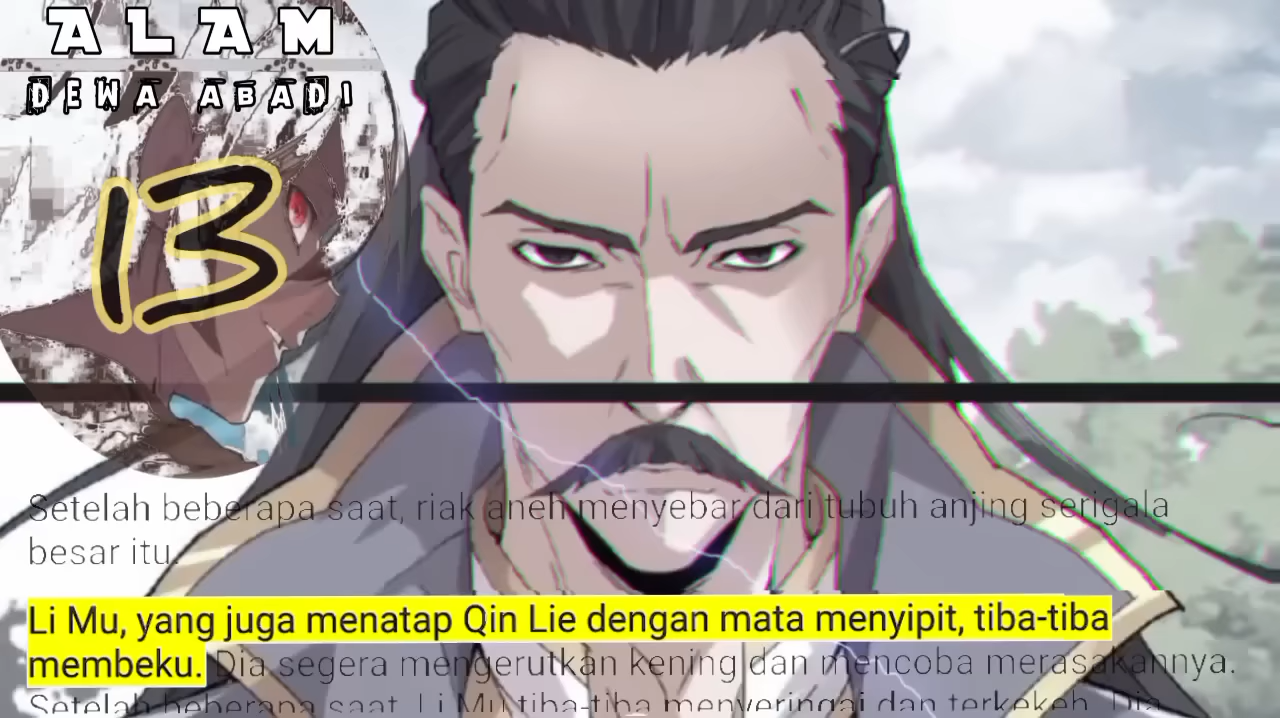 ALAM
DEWA ABADI
13
Setelah beberapa saat, riak aneh menyebar dari tubuh anjing serigala
besar itu.
Li Mu, yang juga menatap Qin Lie dengan mata menyipit, tiba-tiba
membeku. Dia segera mengerutkan kening dan mencoba merasakannya.
Setelah beberapa saat, Li Mu tiba-tiba menyeringai dan terkekeh. Dia